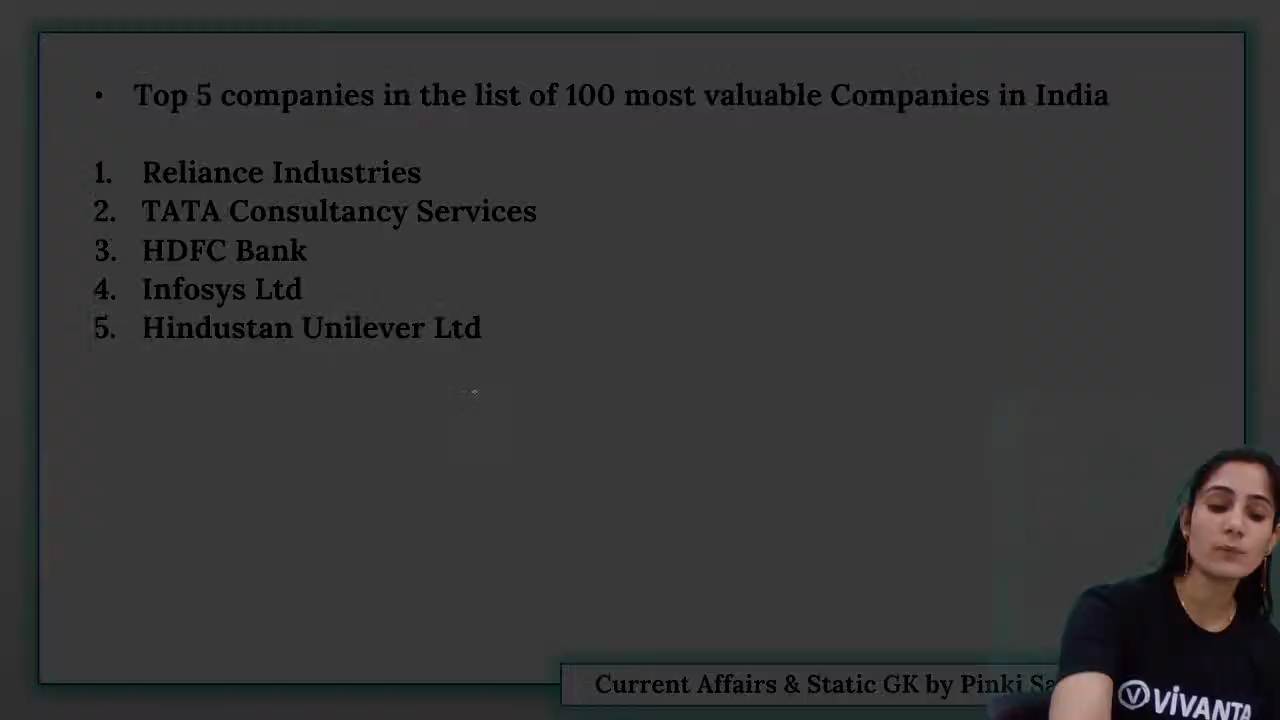 • Top 5 companies in the list of 100 most valuable Companies in India
1. Reliance Industries
2. TATA Consultancy Services
3. HDFC Bank
4. Infosys Ltd
5. Hindustan Unilever Ltd
Current Affairs & Static GK by Pinki
VIVANTA